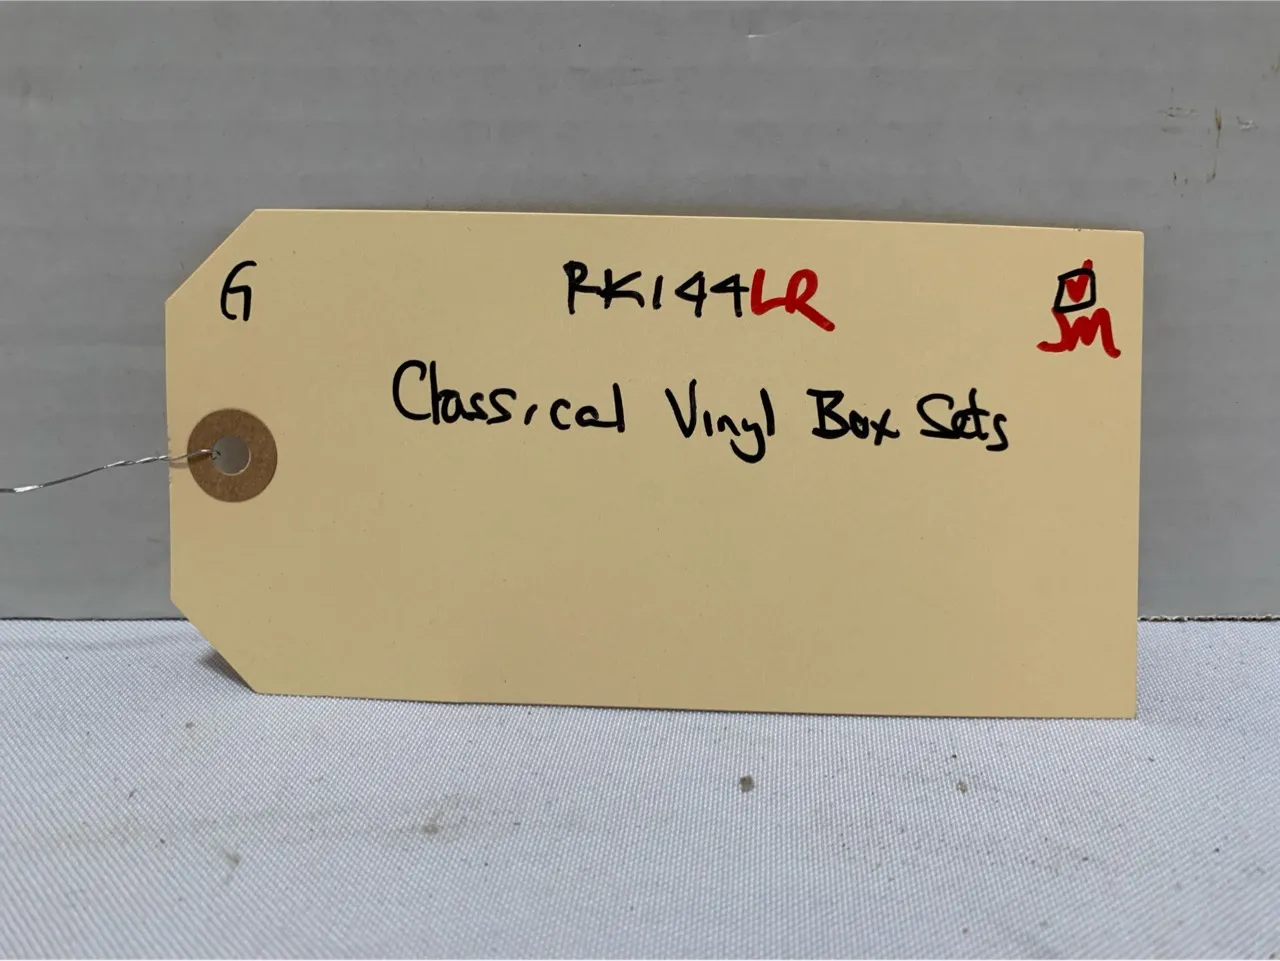 G RK144LR
JM
Classical Vinyl Box Sets